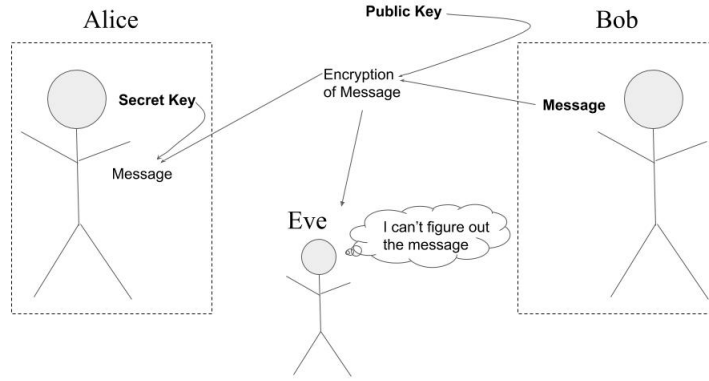 Alice
Public Key
Bob
Secret Key
Encryption
of Message
Message
Message
Eve
I can't figure out
the message